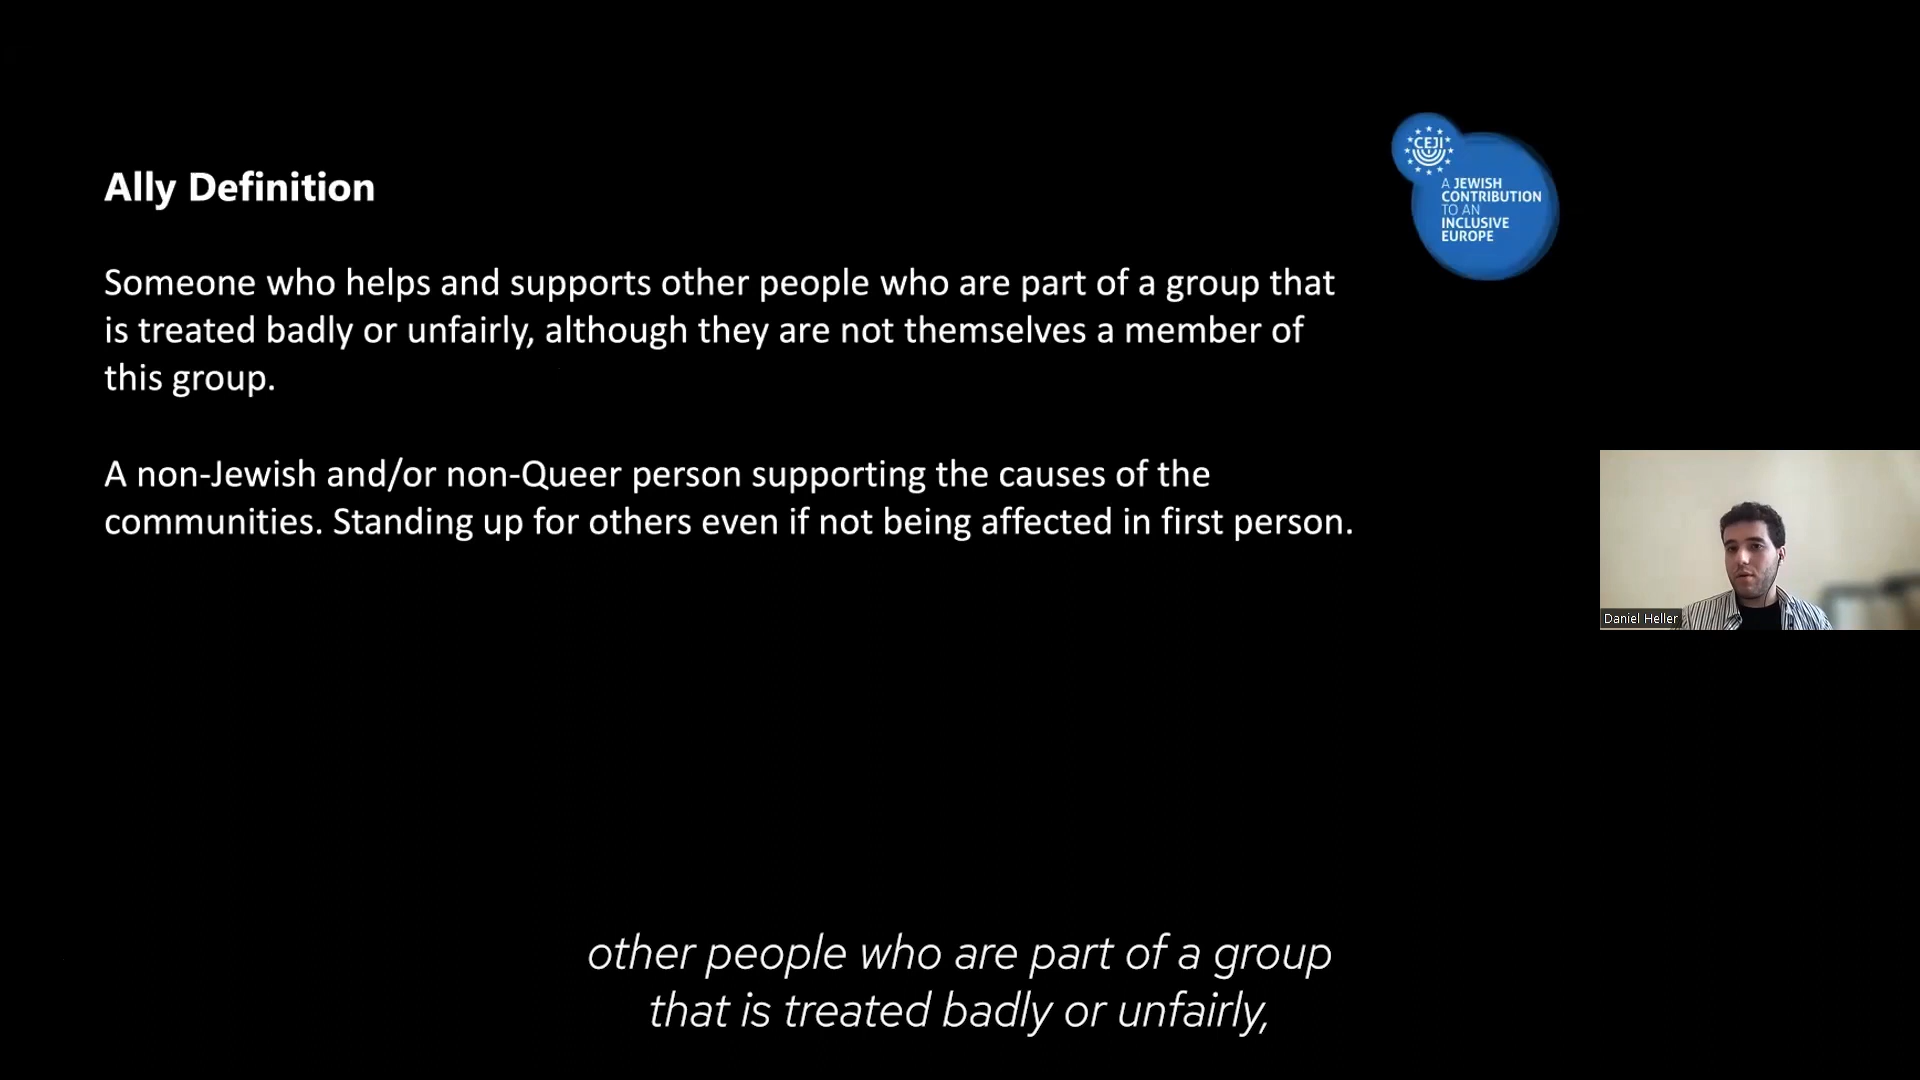 Ally Definition
Someone who helps and supports other people who are part of a group that
is treated badly or unfairly, although they are not themselves a member of
this group.
A non-Jewish and/or non-Queer person supporting the causes of the
communities. Standing up for others even if not being affected in first person.
CEJI
A JEWISH
CONTRIBUTION
TO AN
INCLUSIVE
EUROPE
Daniel Heller
other people who are part of a group
that is treated badly or unfairly,